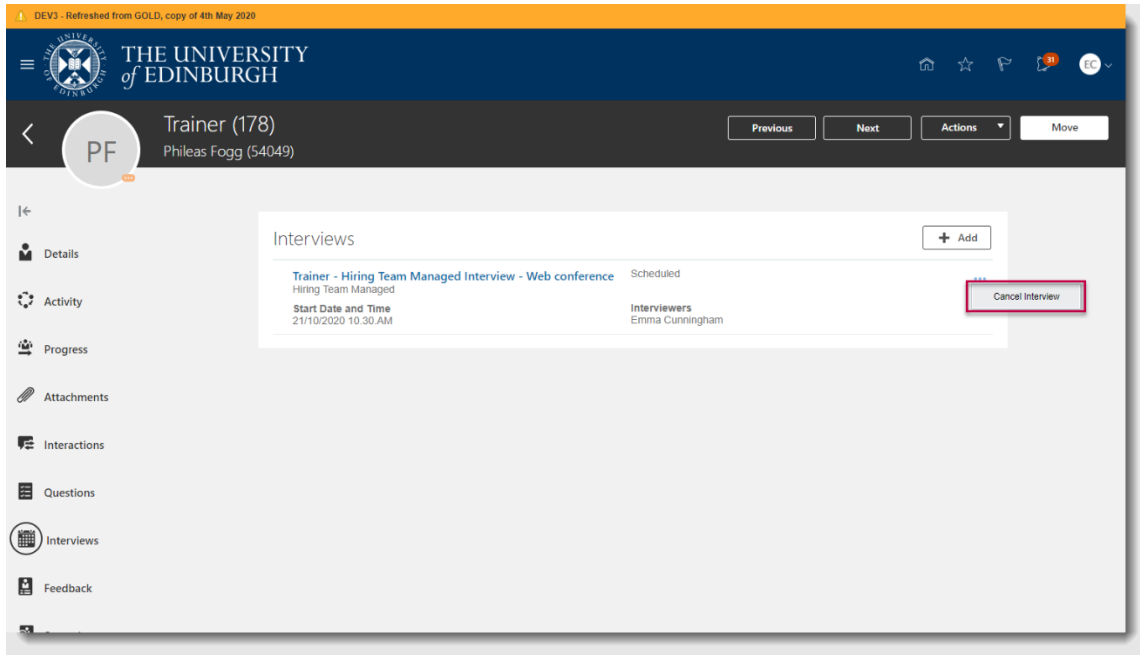 DEV3 - Refreshed from GOLD, copy of 4th May 2020
THE UNIVERSITY
of EDINBURGH
31
EC
PF
Trainer (178)
Phileas Fogg (54049)
Previous
Next
Actions
Move
Details
Activity
Progress
Attachments
Interactions
Questions
Interviews
Feedback
Interviews
+ Add
Trainer - Hiring Team Managed Interview - Web conference
Scheduled
Hiring Team Managed
Start Date and Time
Interviewers
21/10/2020 10.30.AM
Emma Cunningham
Cancel Interview